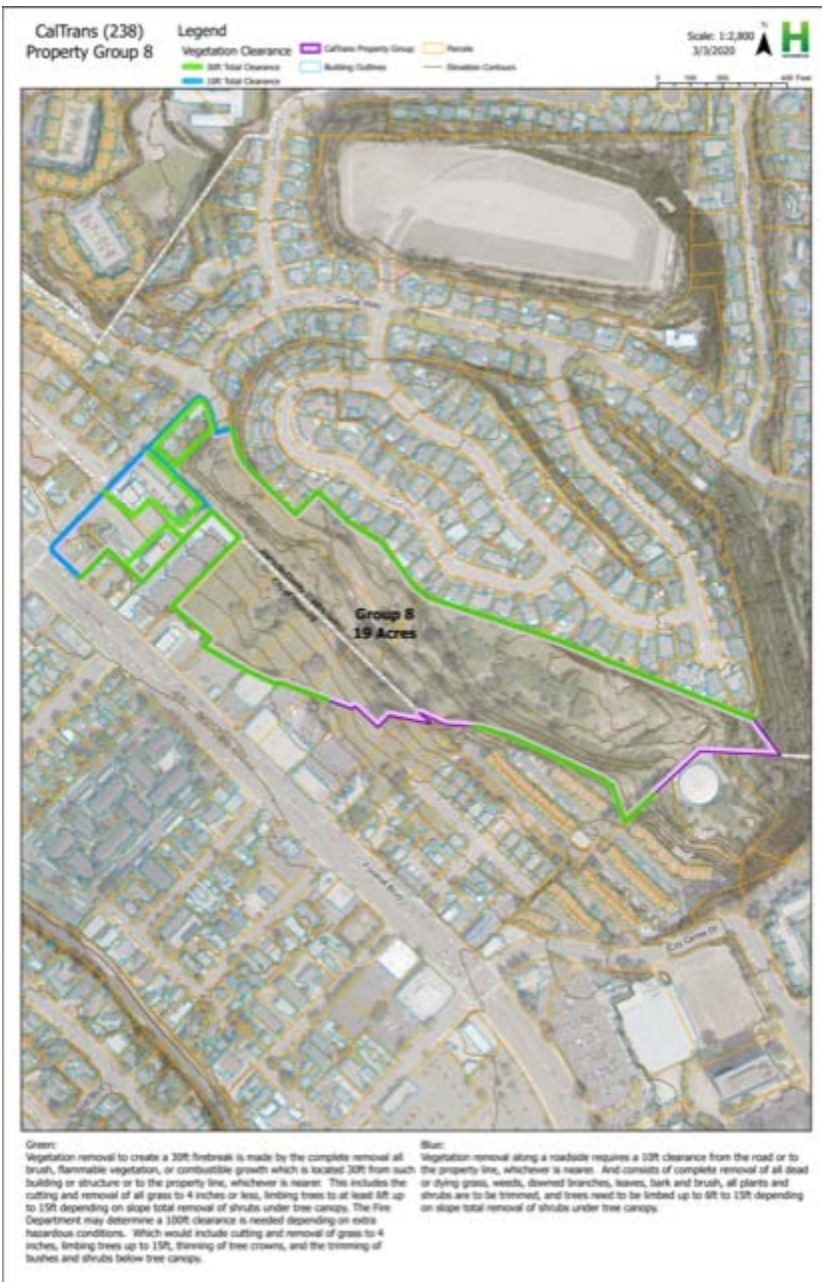 CalTrans (238)
Property Group 8
Legend
Vegetation Clearance
30ft Total Clearance
10ft Total Clearance
CalTrans Property Group
Building Outlines
Parcels
Elevation Contours
Scale: 1:2,800
3/3/2020
N
H
0 100 200 400 Feet
Group 8
19 Acres
Foothill Blvd
City Center Dr
Green:
Vegetation removal to create a 30ft firebreak is made by the complete removal all
brush, flammable vegetation, or combustible growth which is located 30ft from such
building or structure or to the property line, whichever is nearer. This includes the
cutting and removal of all grass to 4 inches or less, limbing trees to at least 6ft up
to 15ft depending on slope total removal of shrubs under tree canopy. The Fire
Department may determine a 100ft clearance is needed depending on extra
hazardous conditions. Which would include cutting and removal of grass to 4
inches, limbing trees up to 15ft, thinning of tree crowns, and the trimming of
bushes and shrubs below tree canopy.
Blue:
Vegetation removal along a roadside requires a 10ft clearance from the road or to
the property line, whichever is nearer. And consists of complete removal of all dead
or dying grass, weeds, downed branches, leaves, bark and brush, all plants and
shrubs are to be trimmed, and trees need to be limbed up to 6ft to 15ft depending
on slope total removal of shrubs under tree canopy.